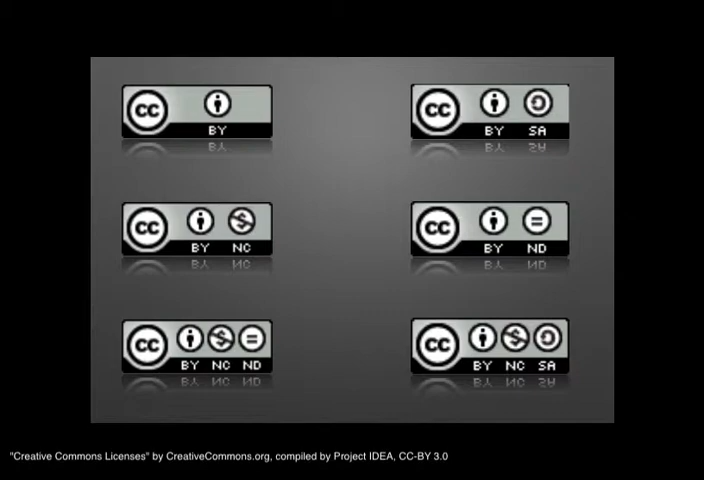 CC BY
CC BY SA
CC BY NC
CC BY ND
CC BY NC ND
CC BY NC SA
"Creative Commons Licenses" by CreativeCommons.org, compiled by Project IDEA, CC-BY 3.0